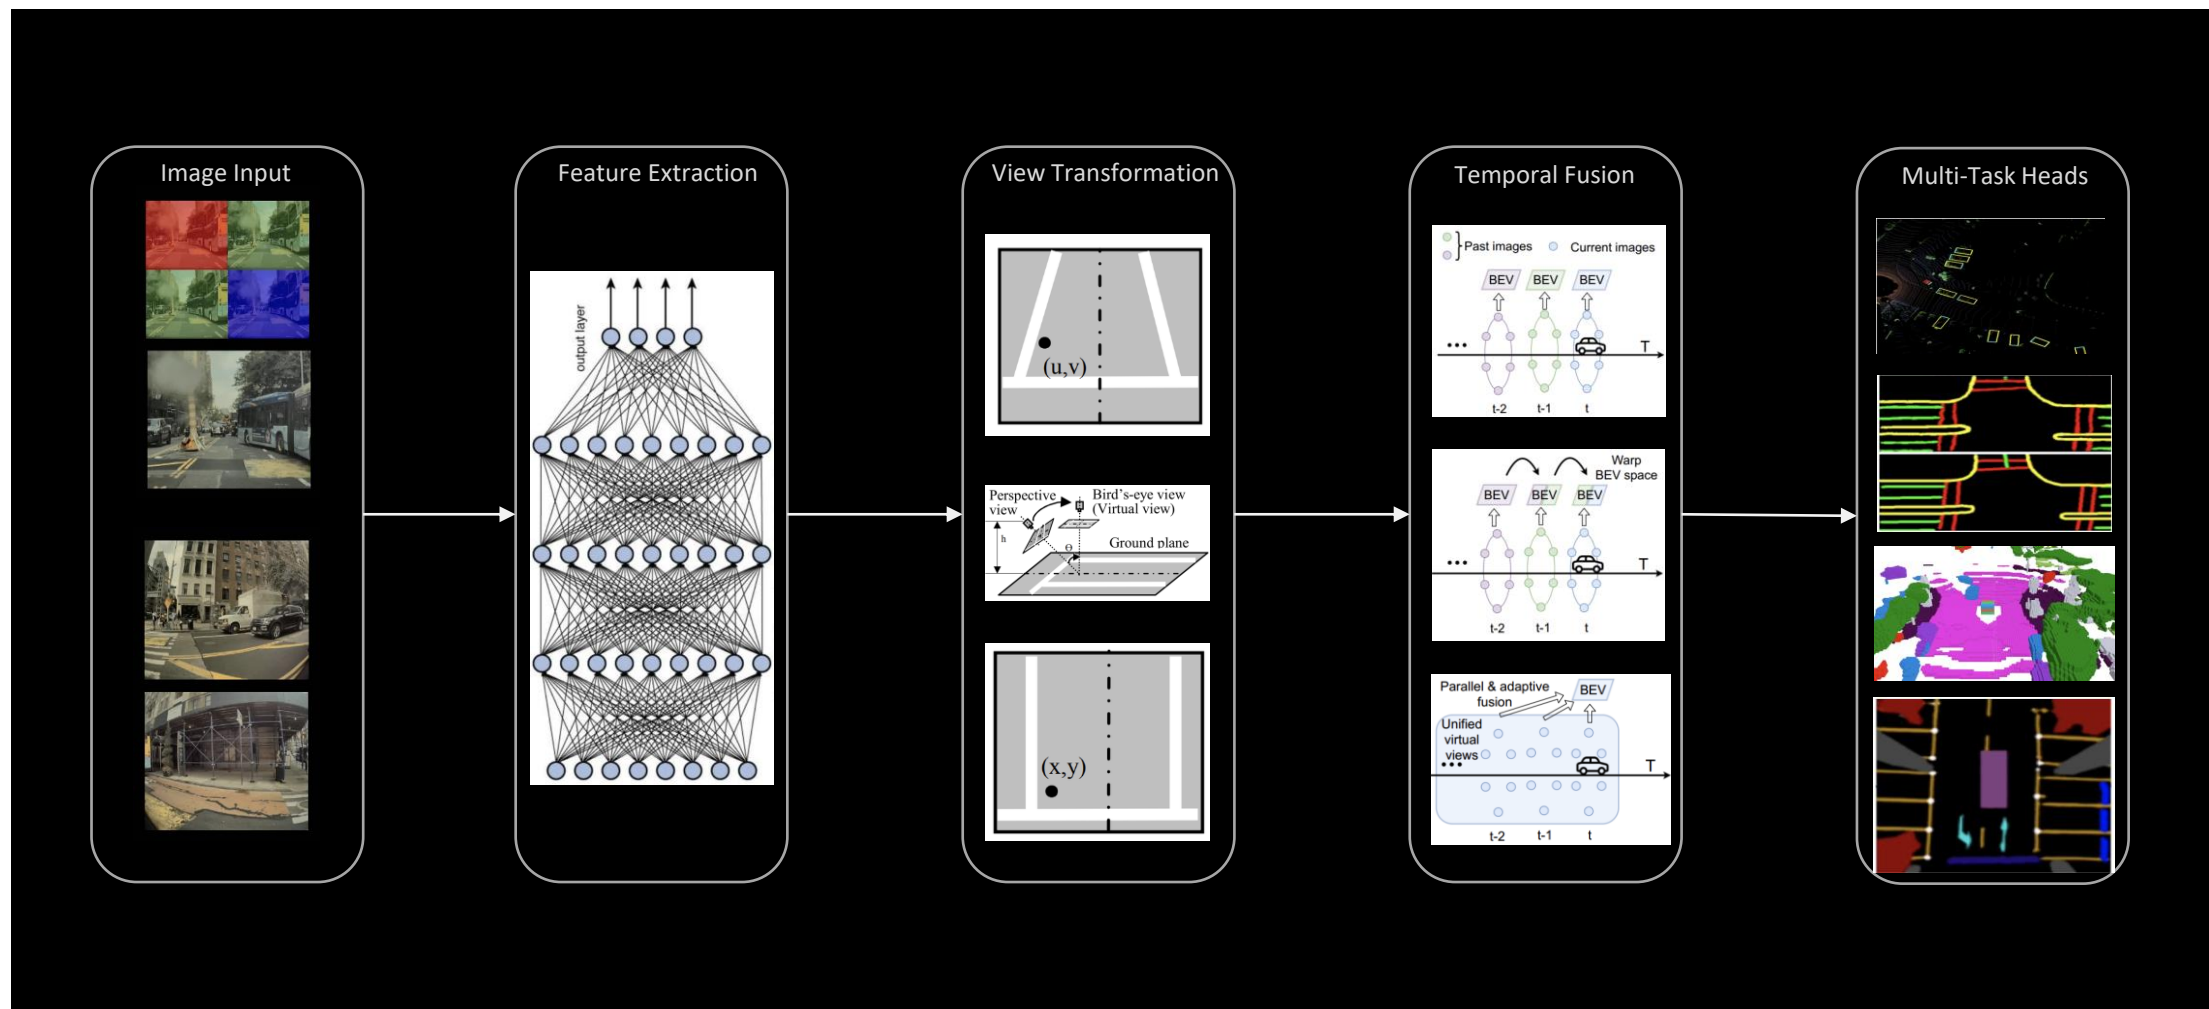 Image Input
Feature Extraction
output layer
View Transformation
(u,v)
Perspective
view
Bird's-eye view
(Virtual view)
h
Θ
Ground plane
(x,y)
Temporal Fusion
Past images
Current images
BEV BEV BEV
... T
t-2 t-1 t
Warp
BEV space
BEV BEV BEV
... T
t-2 t-1 t
Parallel & adaptive
fusion
BEV
Unified
virtual
views
... T
t-2 t-1 t
Multi-Task Heads